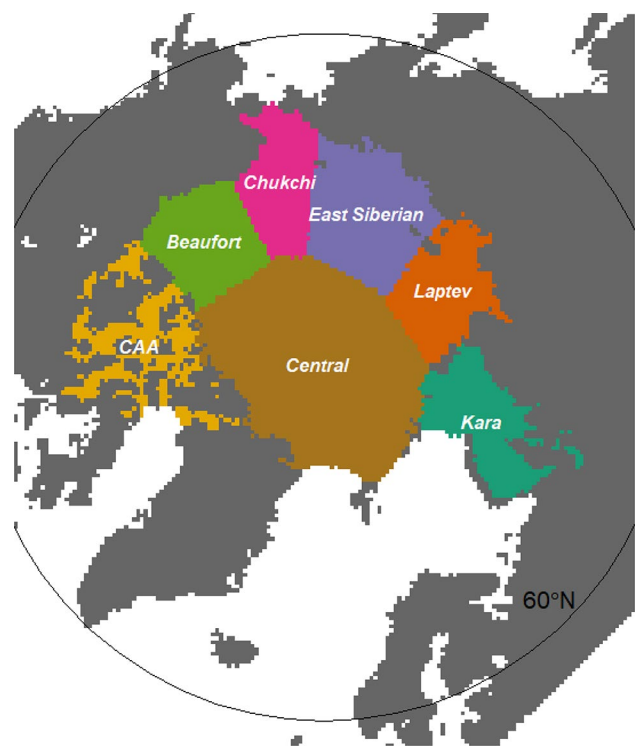 Chukchi
East Siberian
Beaufort
Laptev
CAA
Central
Kara
60°N